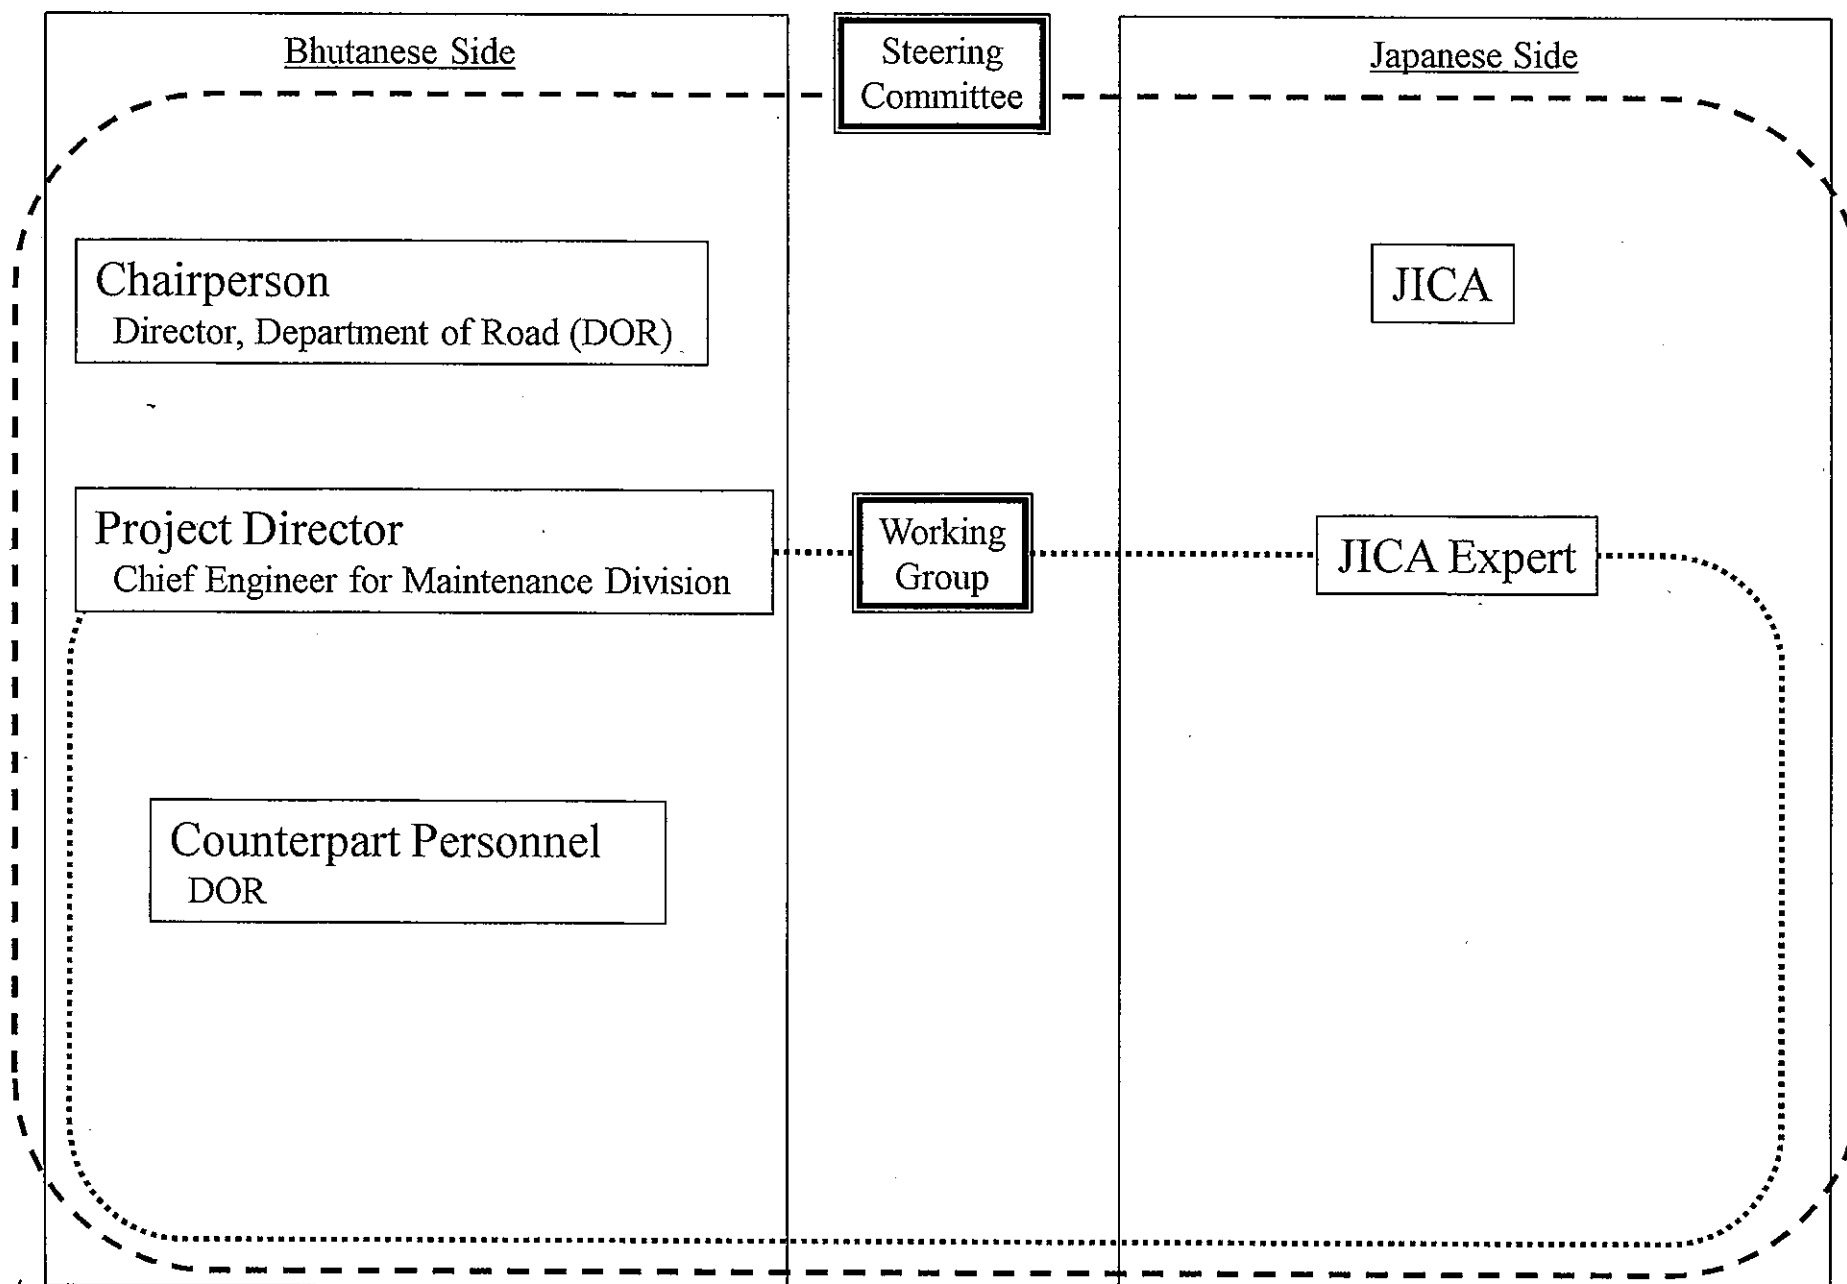 Bhutanese Side
Steering
Committee
Japanese Side
Chairperson
Director, Department of Road (DOR)
JICA
Project Director
Chief Engineer for Maintenance Division
Working
Group
JICA Expert
Counterpart Personnel
DOR